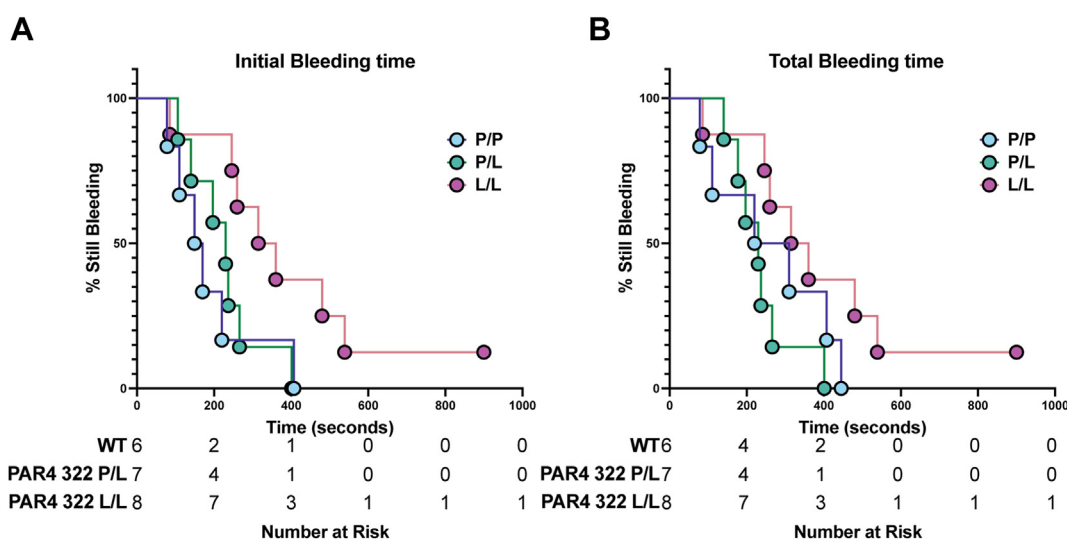 A
Initial Bleeding time
% Still Bleeding
100
50
0
0 200 400 600 800 1000
Time (seconds)
P/P
P/L
L/L
WT 6 2 1 0 0 0
PAR4 322 P/L 7 4 1 0 0 0
PAR4 322 L/L 8 7 3 1 1 1
Number at Risk
B
Total Bleeding time
% Still Bleeding
100
50
0
0 200 400 600 800 1000
Time (seconds)
P/P
P/L
L/L
WT 6 4 2 0 0 0
PAR4 322 P/L 7 4 1 0 0 0
PAR4 322 L/L 8 7 3 1 1 1
Number at Risk